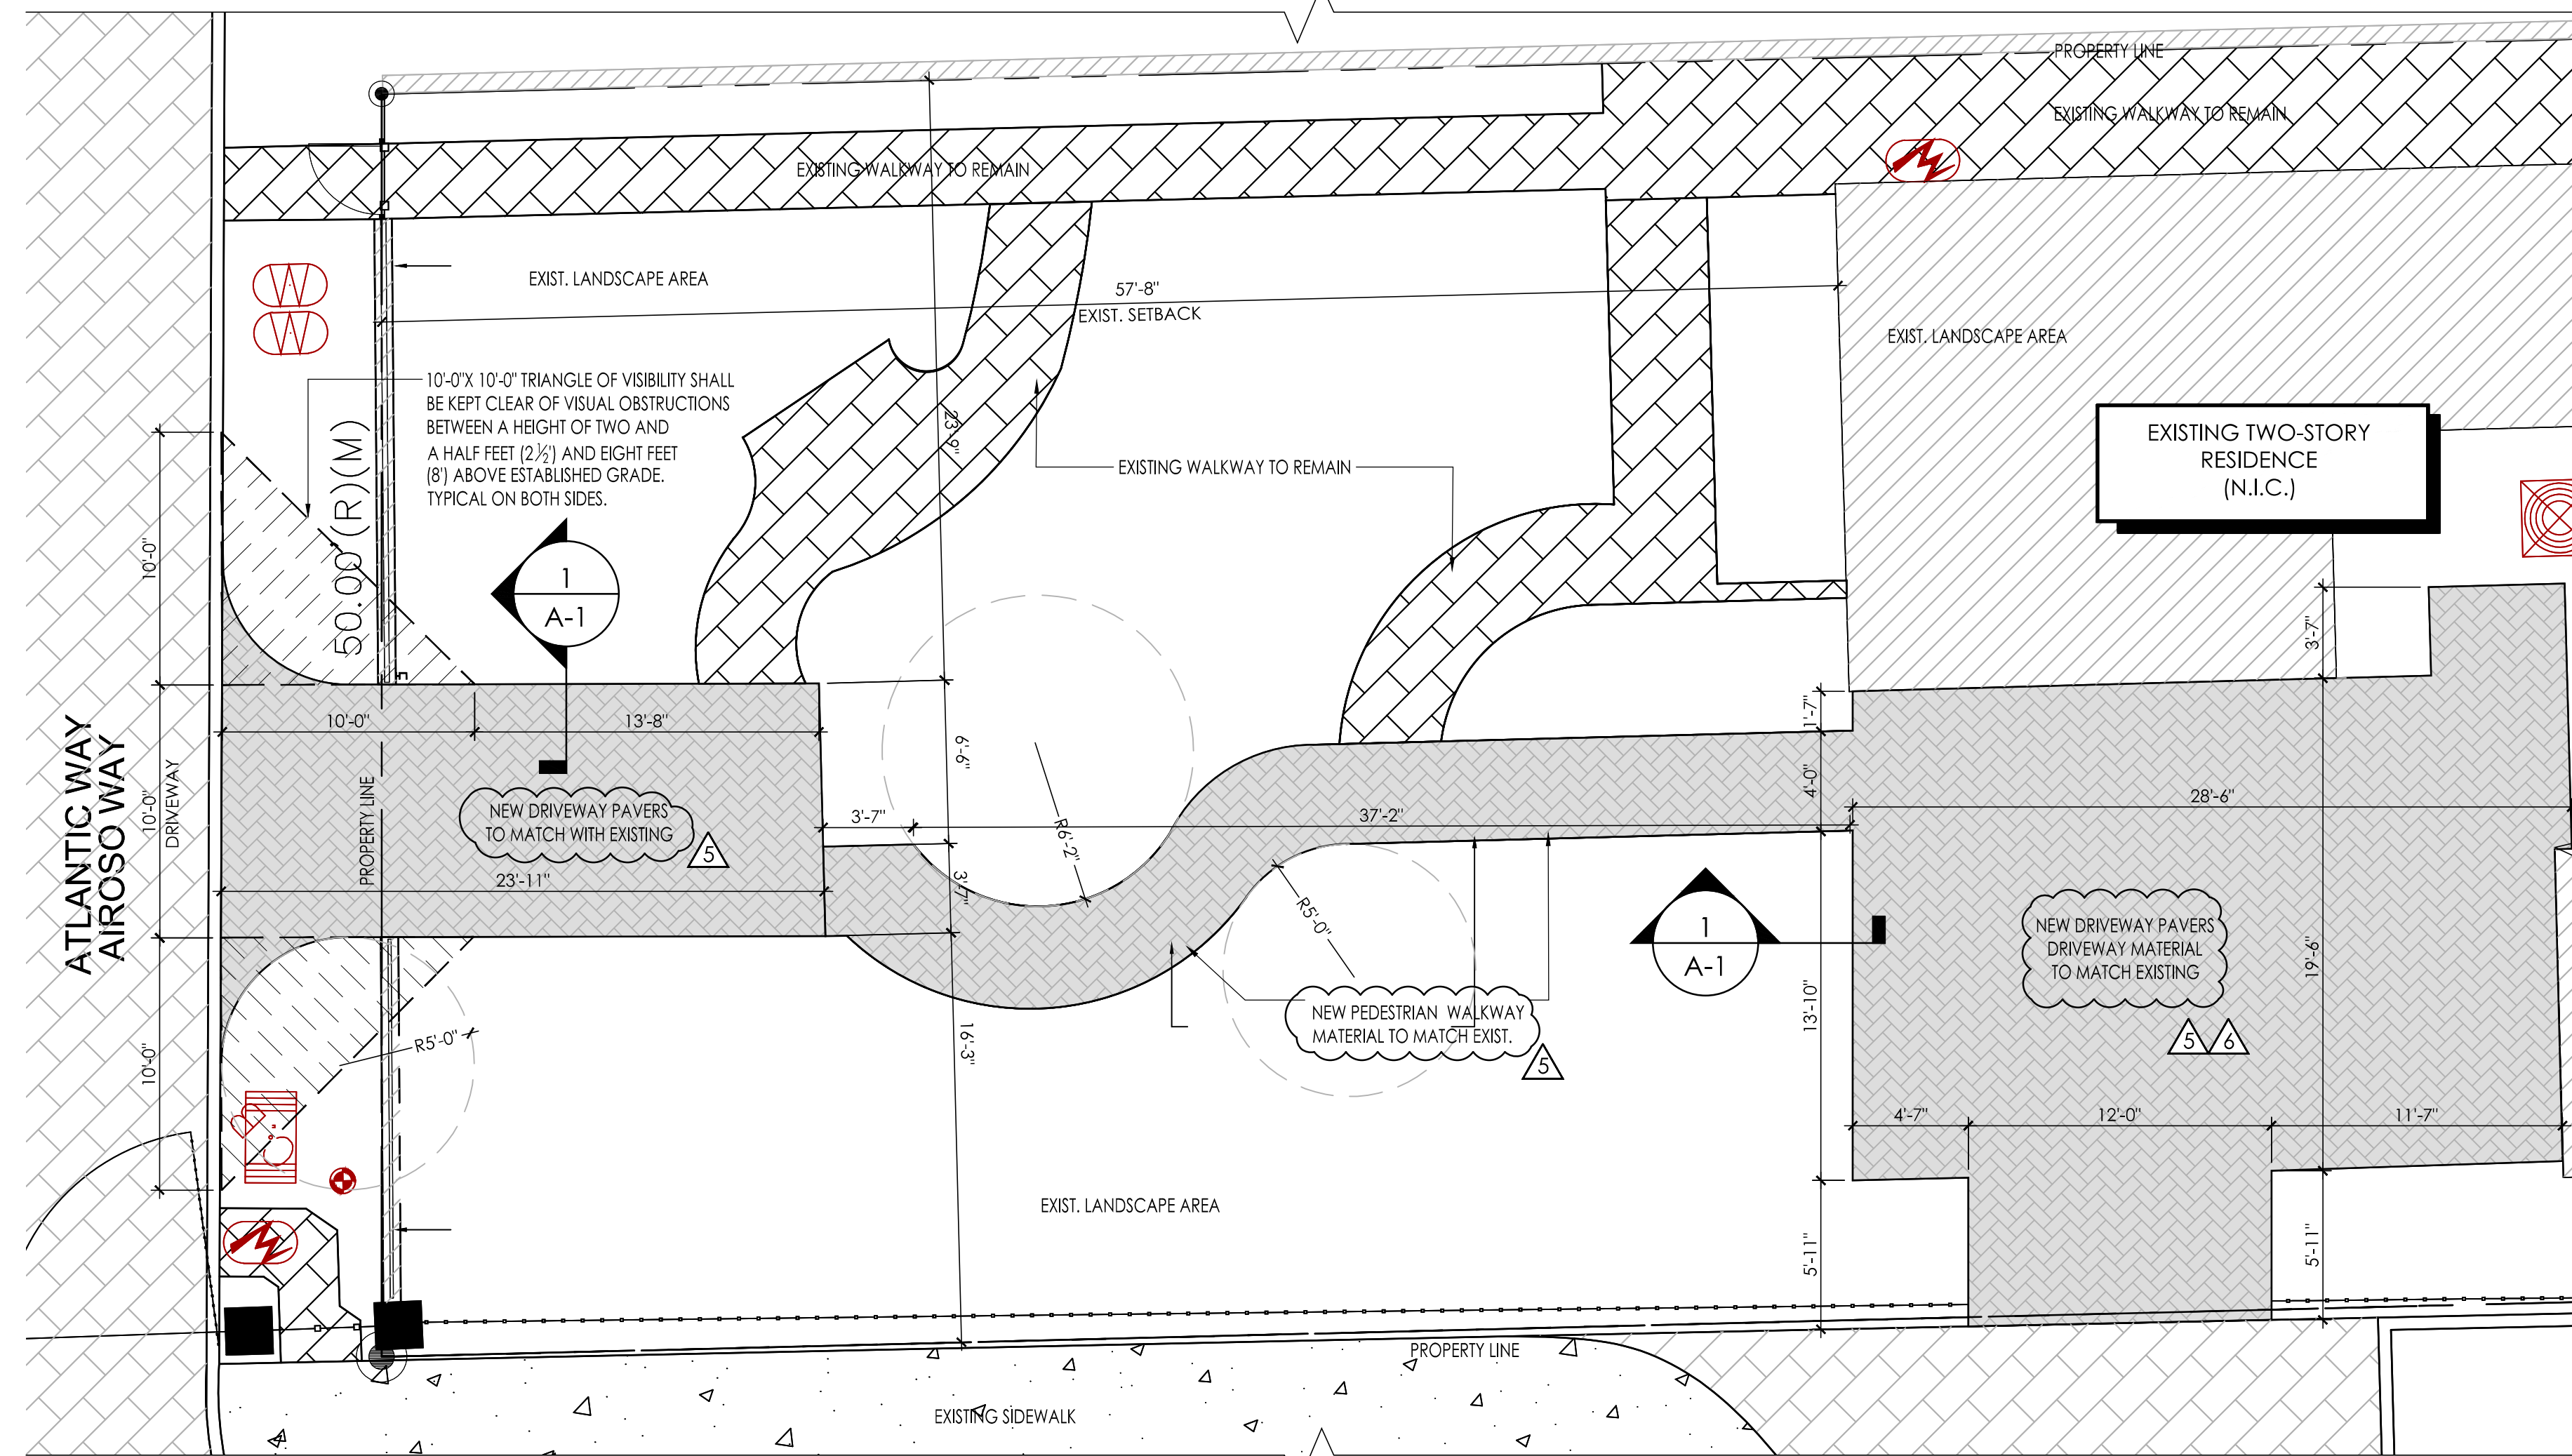 PROPERTY LINE
EXISTING WALKWAY TO REMAIN
EXISTING WALKWAY TO REMAIN
EXIST. LANDSCAPE AREA
57'-8"
EXIST. SETBACK
EXIST. LANDSCAPE AREA
10'-0"X 10'-0" TRIANGLE OF VISIBILITY SHALL
BE KEPT CLEAR OF VISUAL OBSTRUCTIONS
BETWEEN A HEIGHT OF TWO AND
A HALF FEET (2½') AND EIGHT FEET
(8') ABOVE ESTABLISHED GRADE.
TYPICAL ON BOTH SIDES.
23'-9"
EXISTING WALKWAY TO REMAIN
EXISTING TWO-STORY
RESIDENCE
(N.I.C.)
50.00' (R)(M)
10'-0"
1
A-1
3'-7"
10'-0"
13'-8"
6'-6"
1'-7"
ATLANTIC WAY
AIROSO WAY
10'-0"
DRIVEWAY
PROPERTY LINE
NEW DRIVEWAY PAVERS
TO MATCH WITH EXISTING
5
3'-7"
37'-2"
4'-0"
28'-6"
R6'-2"
23'-11"
3'-7"
R5'-0"
1
A-1
NEW DRIVEWAY PAVERS
DRIVEWAY MATERIAL
TO MATCH EXISTING
5
6
19'-6"
10'-0"
R5'-0"
16'-3"
NEW PEDESTRIAN WALKWAY
MATERIAL TO MATCH EXIST.
5
13'-10"
4'-7"
12'-0"
11'-7"
EXIST. LANDSCAPE AREA
5'-11"
5'-11"
PROPERTY LINE
EXISTING SIDEWALK